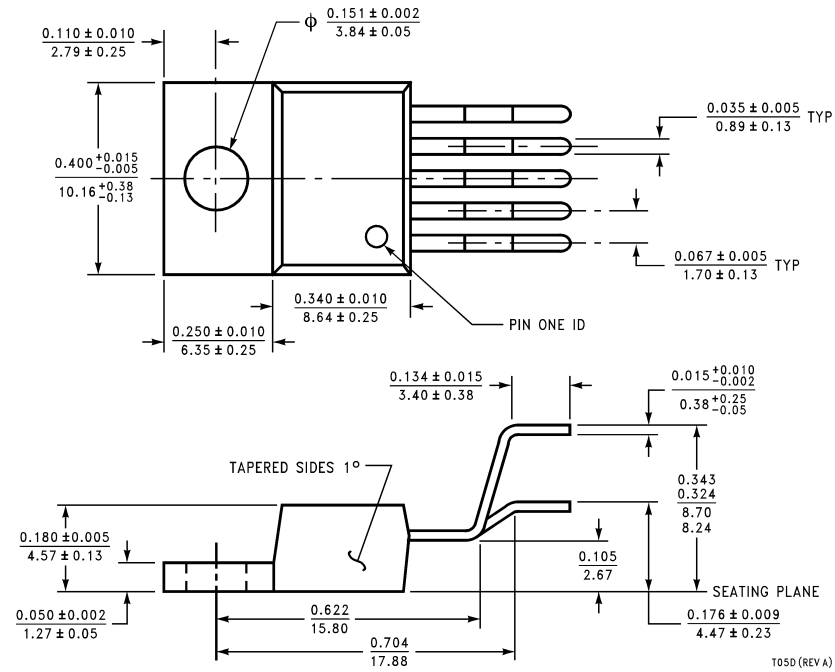 ϕ 0.151 ± 0.002
3.84 ± 0.05
0.110 ± 0.010
2.79 ± 0.25
0.035 ± 0.005 TYP
0.89 ± 0.13
0.400 +0.015 -0.005
10.16 +0.38 -0.13
0.067 ± 0.005 TYP
1.70 ± 0.13
0.340 ± 0.010
8.64 ± 0.25
PIN ONE ID
0.250 ± 0.010
6.35 ± 0.25
0.134 ± 0.015
3.40 ± 0.38
0.015 +0.010 -0.002
0.38 +0.25 -0.05
TAPERED SIDES 1°
0.343
0.324
8.70
8.24
0.180 ± 0.005
4.57 ± 0.13
0.105
2.67
SEATING PLANE
0.050 ± 0.002
1.27 ± 0.05
0.622
15.80
0.176 ± 0.009
4.47 ± 0.23
0.704
17.88
T05D (REV A)